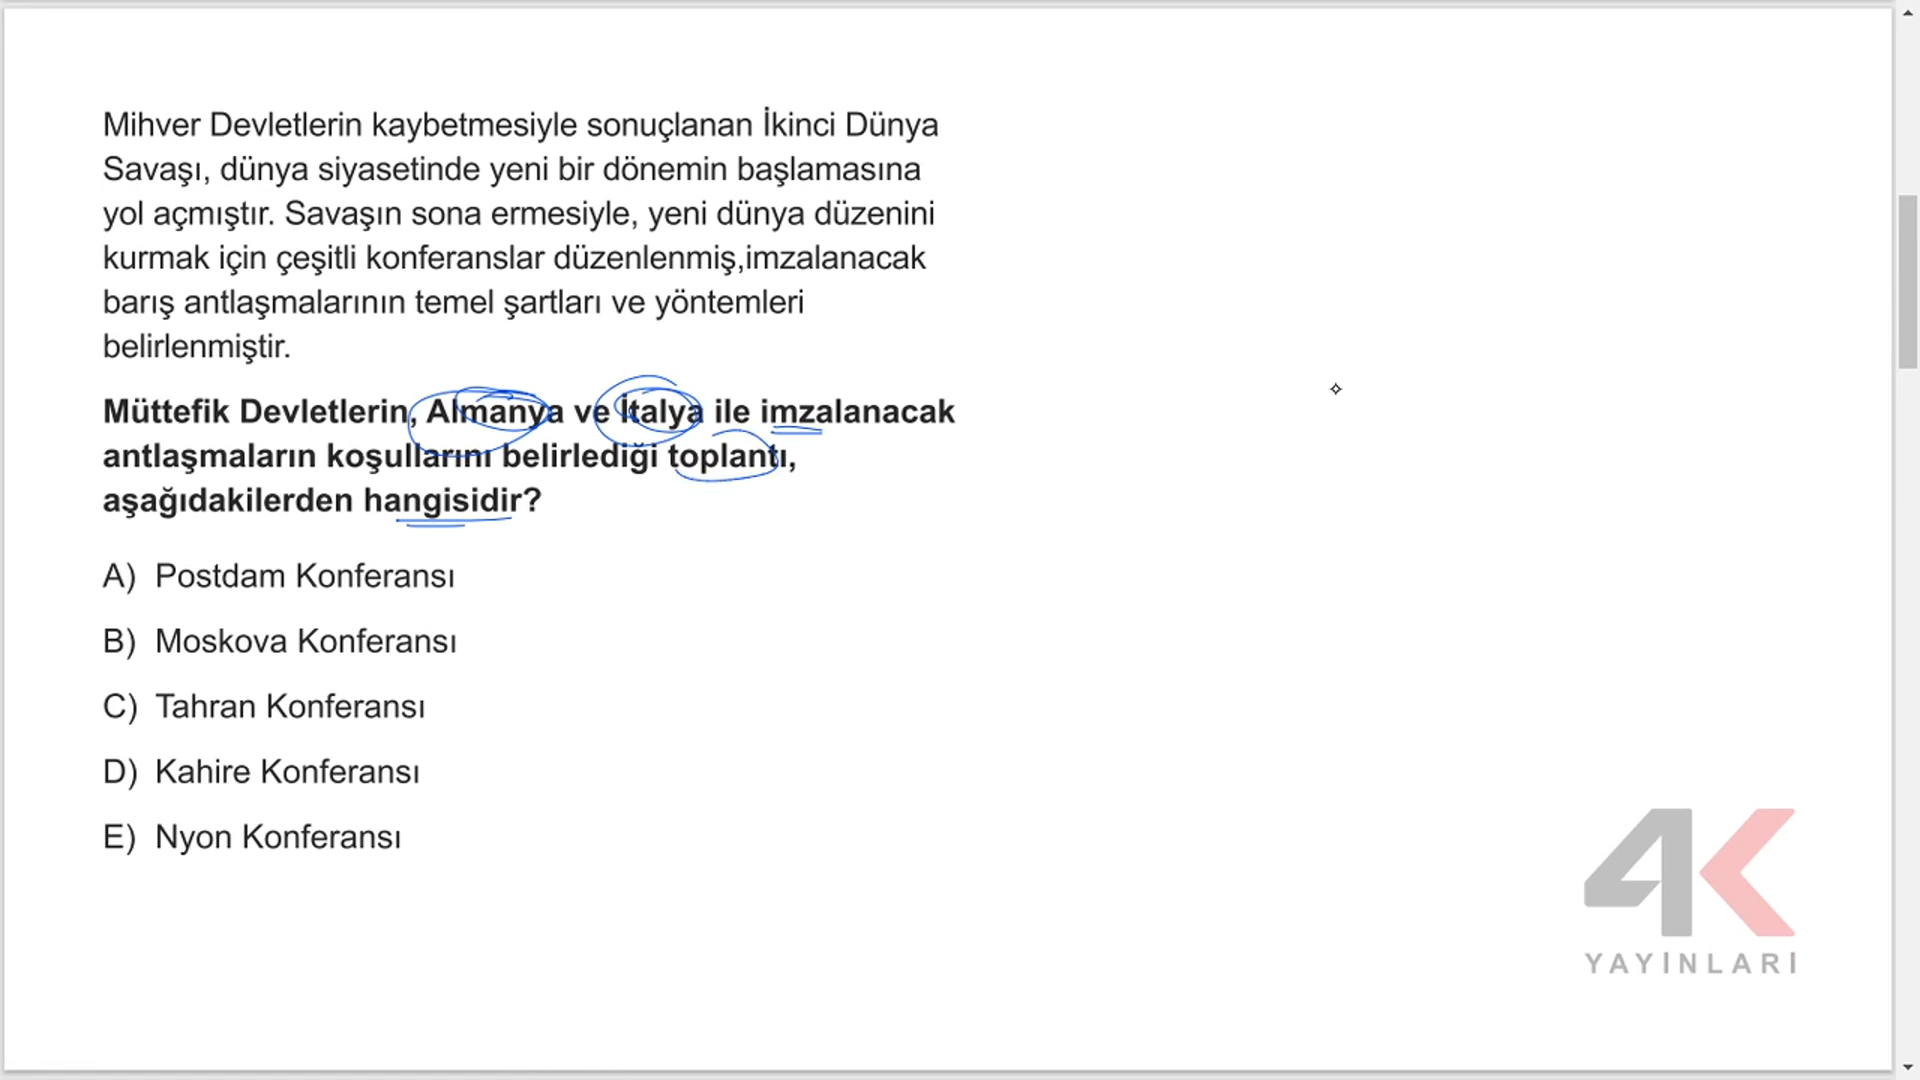 Mihver Devletlerin kaybetmesiyle sonuçlanan İkinci Dünya
Savaşı, dünya siyasetinde yeni bir dönemin başlamasına
yol açmıştır. Savaşın sona ermesiyle, yeni dünya düzenini
kurmak için çeşitli konferanslar düzenlenmiş,imzalanacak
barış antlaşmalarının temel şartları ve yöntemleri
belirlenmiştir.
Müttefik Devletlerin, Almanya ve İtalya ile imzalanacak
antlaşmaların koşullarını belirlediği toplantı,
aşağıdakilerden hangisidir?
A) Postdam Konferansı
B) Moskova Konferansı
C) Tahran Konferansı
D) Kahire Konferansı
E) Nyon Konferansı
4K
YAYINLARI